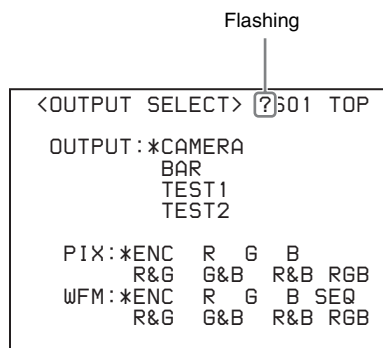 Flashing
<OUTPUT SELECT> ?S01 TOP
OUTPUT:*CAMERA
BAR
TEST1
TEST2
PIX:*ENC R G B
R&G G&B R&B RGB
WFM:*ENC R G B SEQ
R&G G&B R&B RGB